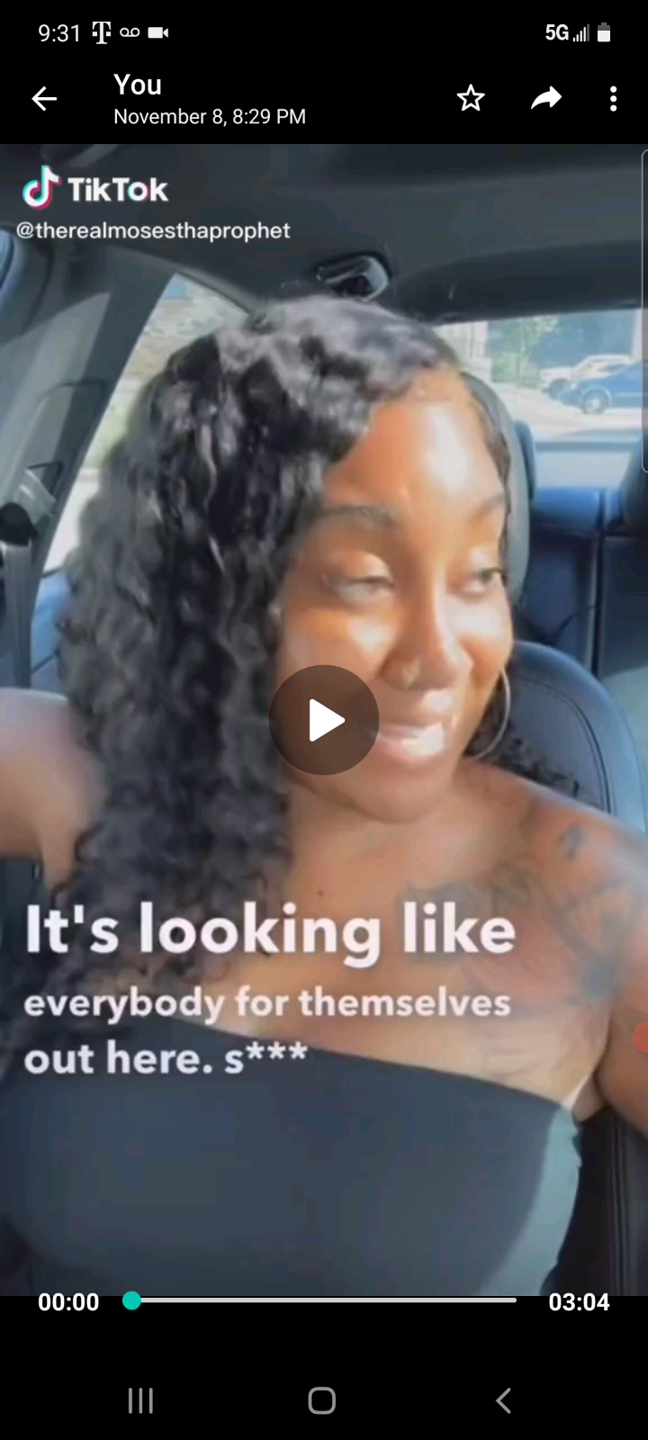 9:31
5G
You
November 8, 8:29 PM
TikTok
@therealmosesthaprophet
It's looking like
everybody for themselves
out here. s***
00:00
03:04